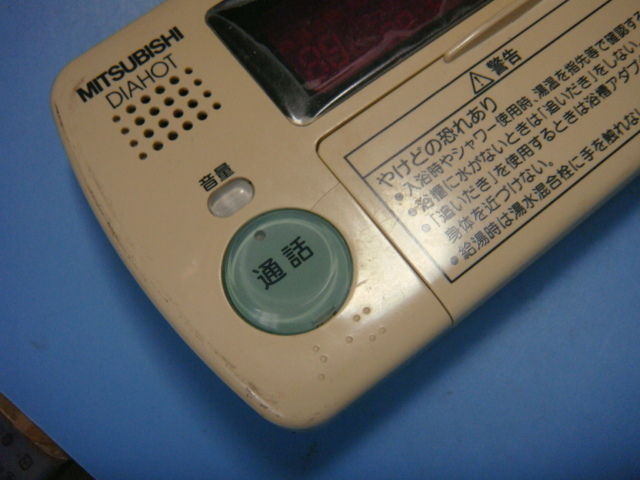 MITSUBISHI
DIAHOT
音量
通話
⚠警告
やけどの恐れあり
●入浴時やシャワー使用時、湯温を指先等で確認する
●浴槽に水がないときは「追いだき」をしない。
●「追いだき」を使用するときは浴槽アダプタ
身体を近づけない。
●給湯時は湯水混合栓に手を触れない